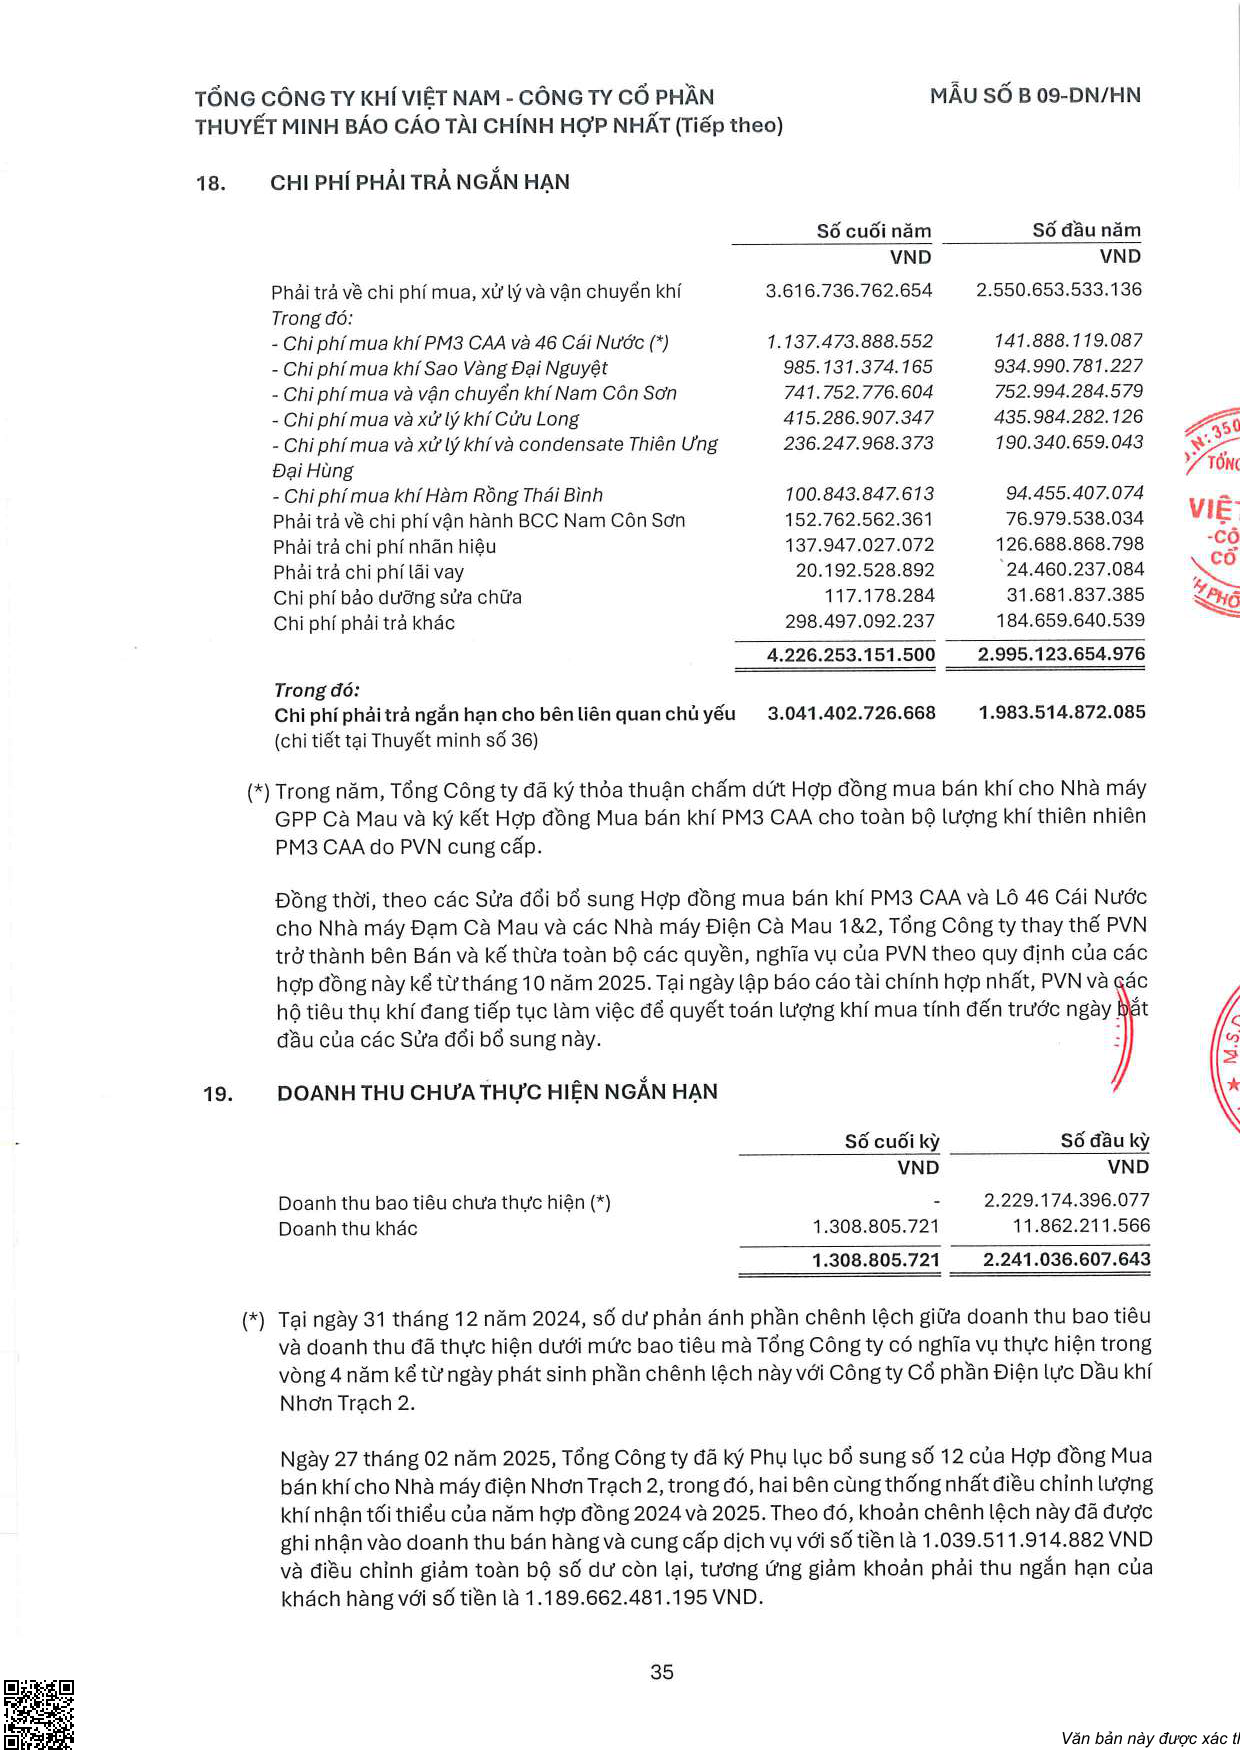 TỔNG CÔNG TY KHÍ VIỆT NAM - CÔNG TY CỔ PHẦN MẪU SỐ B 09-DN/HN
THUYẾT MINH BÁO CÁO TÀI CHÍNH HỢP NHẤT (Tiếp theo)
18. CHI PHÍ PHẢI TRẢ NGẮN HẠN
Số cuối năm Số đầu năm
VND VND
Phải trả về chi phí mua, xử lý và vận chuyển khí 3.616.736.762.654 2.550.653.533.136
Trong đó:
- Chi phí mua khí PM3 CAA và 46 Cái Nước (*) 1.137.473.888.552 141.888.119.087
- Chi phí mua khí Sao Vàng Đại Nguyệt 985.131.374.165 934.990.781.227
- Chi phí mua và vận chuyển khí Nam Côn Sơn 741.752.776.604 752.994.284.579
- Chi phí mua và xử lý khí Cửu Long 415.286.907.347 435.984.282.126
- Chi phí mua và xử lý khí và condensate Thiên Ưng 236.247.968.373 190.340.659.043
Đại Hùng
- Chi phí mua khí Hàm Rồng Thái Bình 100.843.847.613 94.455.407.074
Phải trả về chi phí vận hành BCC Nam Côn Sơn 152.762.562.361 76.979.538.034
Phải trả chi phí nhãn hiệu 137.947.027.072 126.688.868.798
Phải trả chi phí lãi vay 20.192.528.892 24.460.237.084
Chi phí bảo dưỡng sửa chữa 117.178.284 31.681.837.385
Chi phí phải trả khác 298.497.092.237 184.659.640.539
4.226.253.151.500 2.995.123.654.976
Trong đó:
Chi phí phải trả ngắn hạn cho bên liên quan chủ yếu 3.041.402.726.668 1.983.514.872.085
(chi tiết tại Thuyết minh số 36)
(*) Trong năm, Tổng Công ty đã ký thỏa thuận chấm dứt Hợp đồng mua bán khí cho Nhà máy
GPP Cà Mau và ký kết Hợp đồng Mua bán khí PM3 CAA cho toàn bộ lượng khí thiên nhiên
PM3 CAA do PVN cung cấp.
Đồng thời, theo các Sửa đổi bổ sung Hợp đồng mua bán khí PM3 CAA và Lô 46 Cái Nước
cho Nhà máy Đạm Cà Mau và các Nhà máy Điện Cà Mau 1&2, Tổng Công ty thay thế PVN
trở thành bên Bán và kế thừa toàn bộ các quyền, nghĩa vụ của PVN theo quy định của các
hợp đồng này kể từ tháng 10 năm 2025. Tại ngày lập báo cáo tài chính hợp nhất, PVN và các
hộ tiêu thụ khí đang tiếp tục làm việc để quyết toán lượng khí mua tính đến trước ngày bắt
đầu của các Sửa đổi bổ sung này.
19. DOANH THU CHƯA THỰC HIỆN NGẮN HẠN
Số cuối kỳ Số đầu kỳ
VND VND
Doanh thu bao tiêu chưa thực hiện (*) - 2.229.174.396.077
Doanh thu khác 1.308.805.721 11.862.211.566
1.308.805.721 2.241.036.607.643
(*) Tại ngày 31 tháng 12 năm 2024, số dư phản ánh phần chênh lệch giữa doanh thu bao tiêu
và doanh thu đã thực hiện dưới mức bao tiêu mà Tổng Công ty có nghĩa vụ thực hiện trong
vòng 4 năm kể từ ngày phát sinh phần chênh lệch này với Công ty Cổ phần Điện lực Dầu khí
Nhơn Trạch 2.
Ngày 27 tháng 02 năm 2025, Tổng Công ty đã ký Phụ lục bổ sung số 12 của Hợp đồng Mua
bán khí cho Nhà máy điện Nhơn Trạch 2, trong đó, hai bên cùng thống nhất điều chỉnh lượng
khí nhận tối thiểu của năm hợp đồng 2024 và 2025. Theo đó, khoản chênh lệch này đã được
ghi nhận vào doanh thu bán hàng và cung cấp dịch vụ với số tiền là 1.039.511.914.882 VND
và điều chỉnh giảm toàn bộ số dư còn lại, tương ứng giảm khoản phải thu ngắn hạn của
khách hàng với số tiền là 1.189.662.481.195 VND.
35
Văn bản này được xác